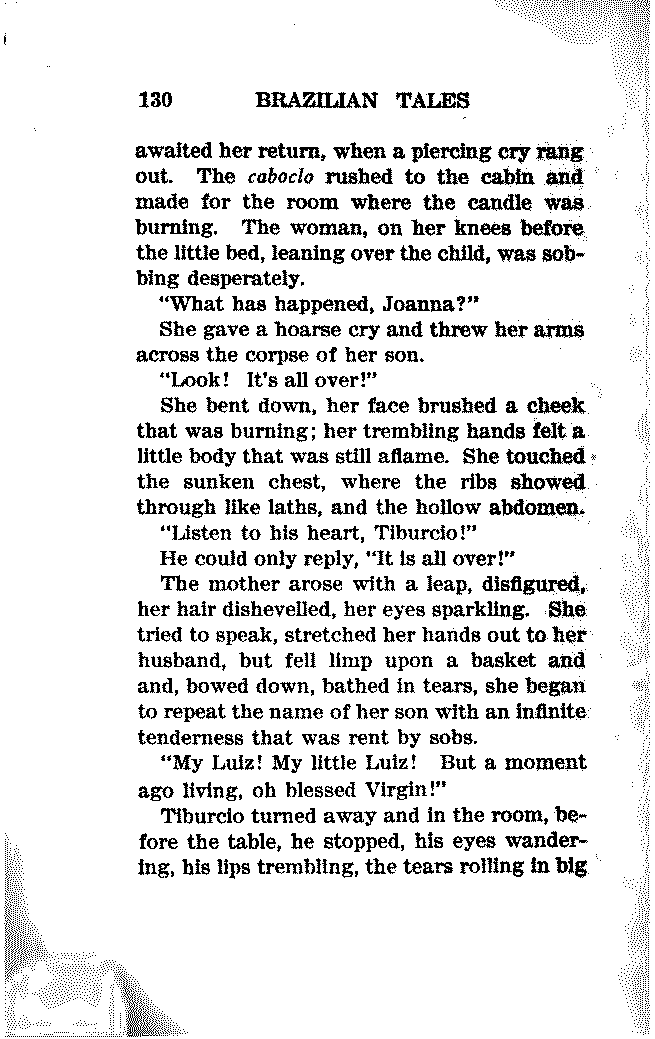 130 BRAZILIAN TALES
awaited her return, when a piercing cry rang
out. The caboclo rushed to the cabin and
made for the room where the candle was
burning. The woman, on her knees before
the little bed, leaning over the child, was sob-
bing desperately.
"What has happened, Joanna?"
She gave a hoarse cry and threw her arms
across the corpse of her son.
"Look! It's all over!"
She bent down, her face brushed a cheek
that was burning; her trembling hands felt a
little body that was still aflame. She touched
the sunken chest, where the ribs showed
through like laths, and the hollow abdomen.
"Listen to his heart, Tiburcio!"
He could only reply, "It is all over!"
The mother arose with a leap, disfigured,
her hair dishevelled, her eyes sparkling. She
tried to speak, stretched her hands out to her
husband, but fell limp upon a basket and
and, bowed down, bathed in tears, she began
to repeat the name of her son with an infinite
tenderness that was rent by sobs.
"My Luiz! My little Luiz! But a moment
ago living, oh blessed Virgin!"
Tiburcio turned away and in the room, be-
fore the table, he stopped, his eyes wander-
ing, his lips trembling, the tears rolling in big